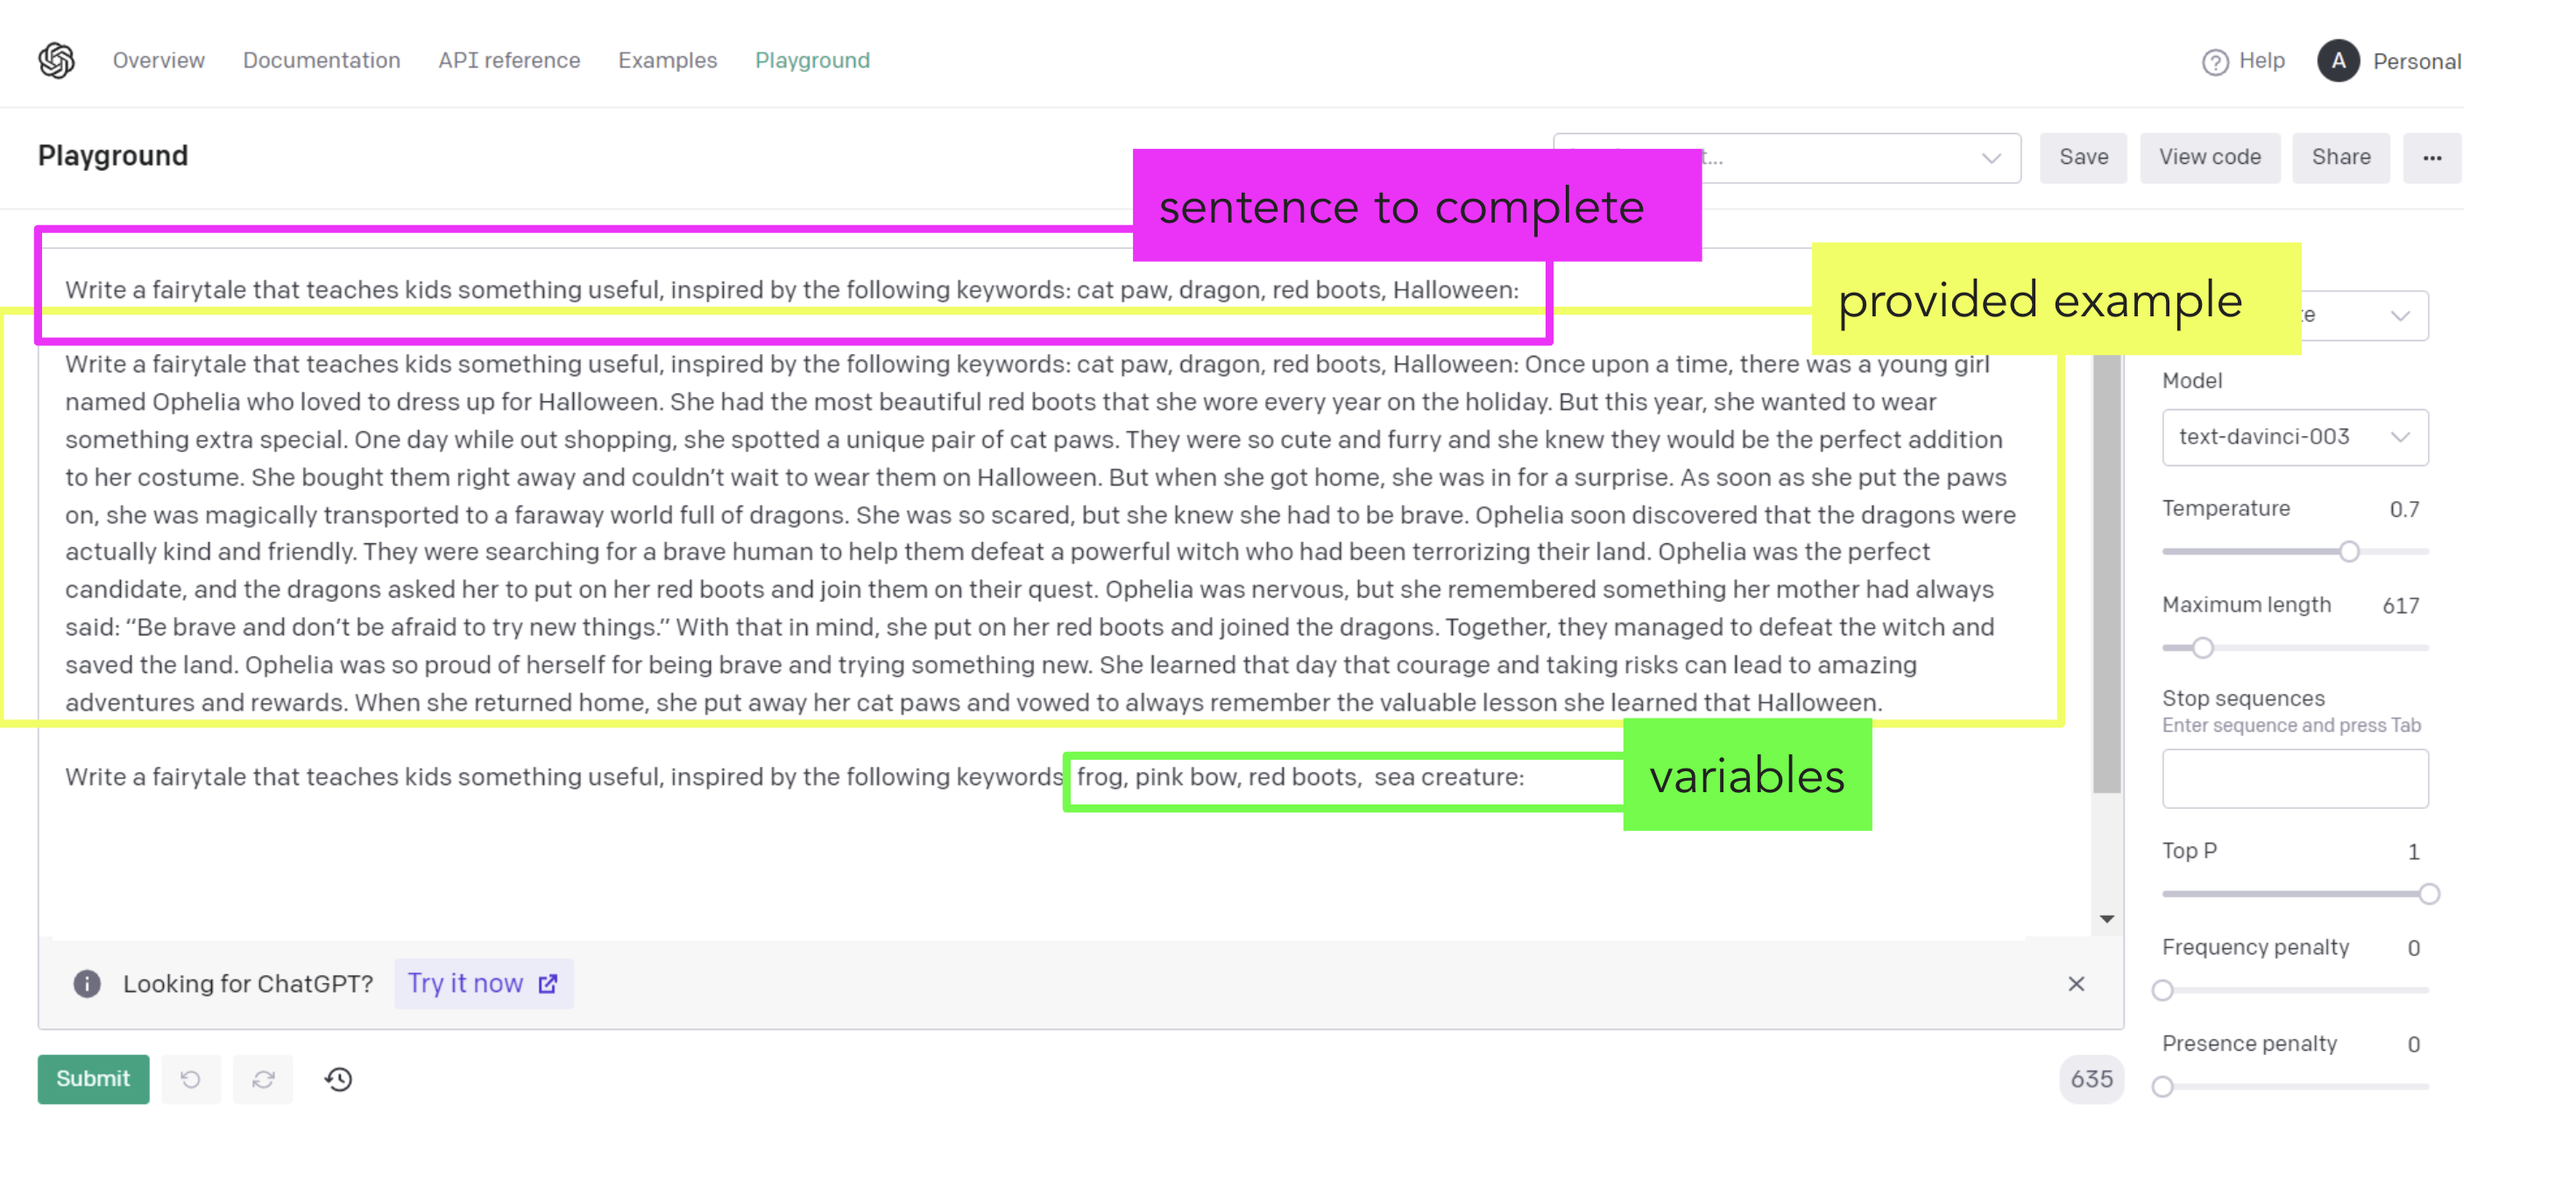 Overview Documentation API reference Examples Playground Help A Personal
Playground
t... Save View code Share ...
sentence to complete
Write a fairytale that teaches kids something useful, inspired by the following keywords: cat paw, dragon, red boots, Halloween:
provided example
Write a fairytale that teaches kids something useful, inspired by the following keywords: cat paw, dragon, red boots, Halloween: Once upon a time, there was a young girl
named Ophelia who loved to dress up for Halloween. She had the most beautiful red boots that she wore every year on the holiday. But this year, she wanted to wear
something extra special. One day while out shopping, she spotted a unique pair of cat paws. They were so cute and furry and she knew they would be the perfect addition
to her costume. She bought them right away and couldn’t wait to wear them on Halloween. But when she got home, she was in for a surprise. As soon as she put the paws
on, she was magically transported to a faraway world full of dragons. She was so scared, but she knew she had to be brave. Ophelia soon discovered that the dragons were
actually kind and friendly. They were searching for a brave human to help them defeat a powerful witch who had been terrorizing their land. Ophelia was the perfect
candidate, and the dragons asked her to put on her red boots and join them on their quest. Ophelia was nervous, but she remembered something her mother had always
said: “Be brave and don’t be afraid to try new things.” With that in mind, she put on her red boots and joined the dragons. Together, they managed to defeat the witch and
saved the land. Ophelia was so proud of herself for being brave and trying something new. She learned that day that courage and taking risks can lead to amazing
adventures and rewards. When she returned home, she put away her cat paws and vowed to always remember the valuable lesson she learned that Halloween.
Write a fairytale that teaches kids something useful, inspired by the following keywords frog, pink bow, red boots, sea creature:
variables
Looking for ChatGPT? Try it now
Submit
635
Model
text-davinci-003
Temperature 0.7
Maximum length 617
Stop sequences
Enter sequence and press Tab
Top P 1
Frequency penalty 0
Presence penalty 0